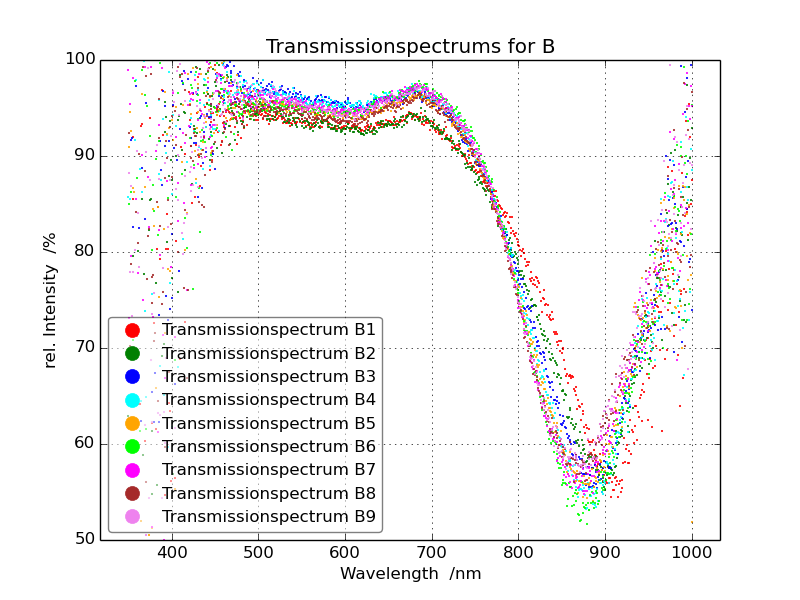 Transmissionspectrums for B
100
90
80
70
60
50
rel. Intensity /%
Transmissionspectrum B1
Transmissionspectrum B2
Transmissionspectrum B3
Transmissionspectrum B4
Transmissionspectrum B5
Transmissionspectrum B6
Transmissionspectrum B7
Transmissionspectrum B8
Transmissionspectrum B9
400 500 600 700 800 900 1000
Wavelength /nm